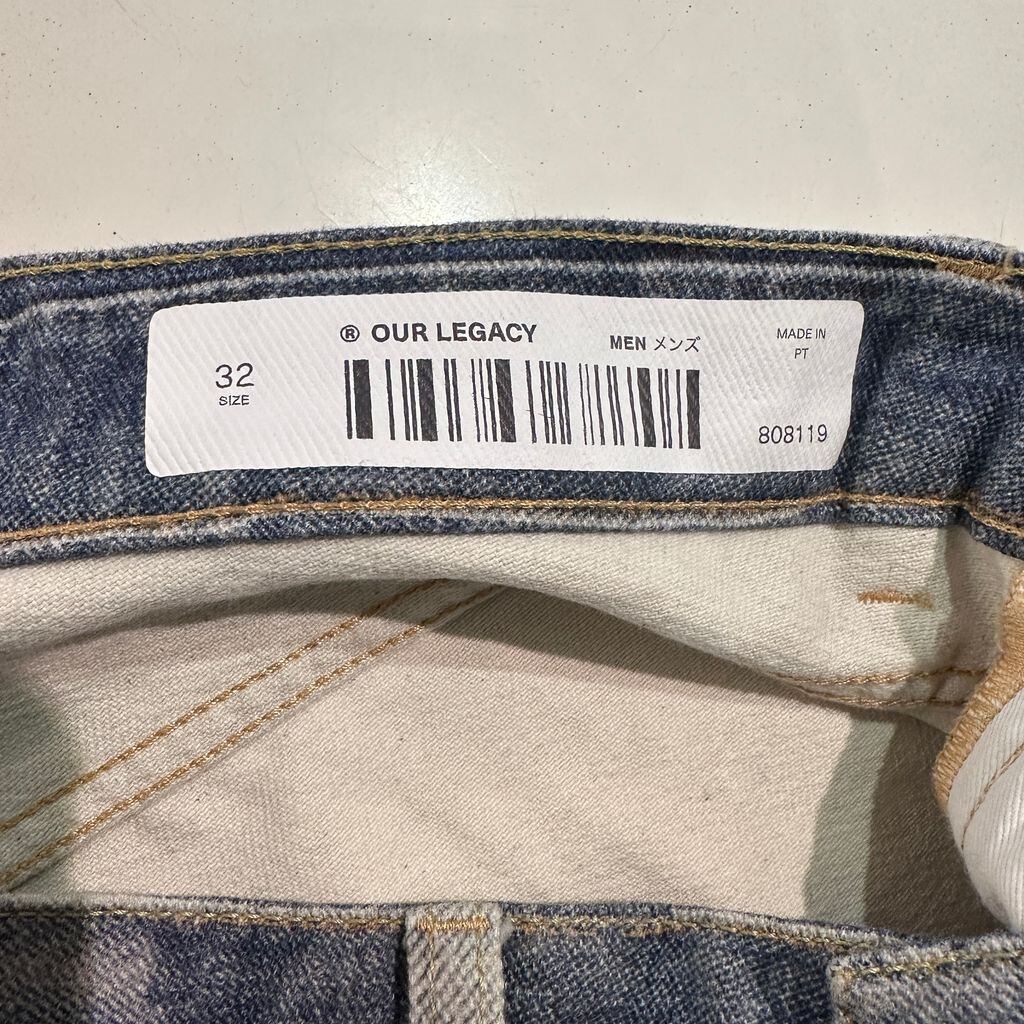 ® OUR LEGACY
MEN メンズ
MADE IN
PT
32
SIZE
808119